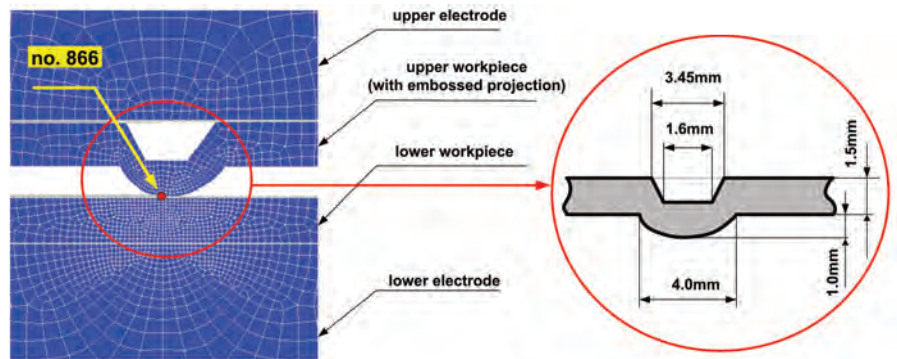 upper electrode
no. 866
upper workpiece
(with embossed projection)
lower workpiece
lower electrode
3.45mm
1.6mm
1.5mm
1.0mm
4.0mm